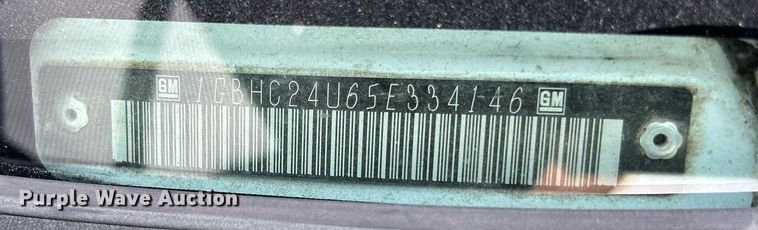 GM 1GBHC24U65E334146 GM
Purple Wave Auction